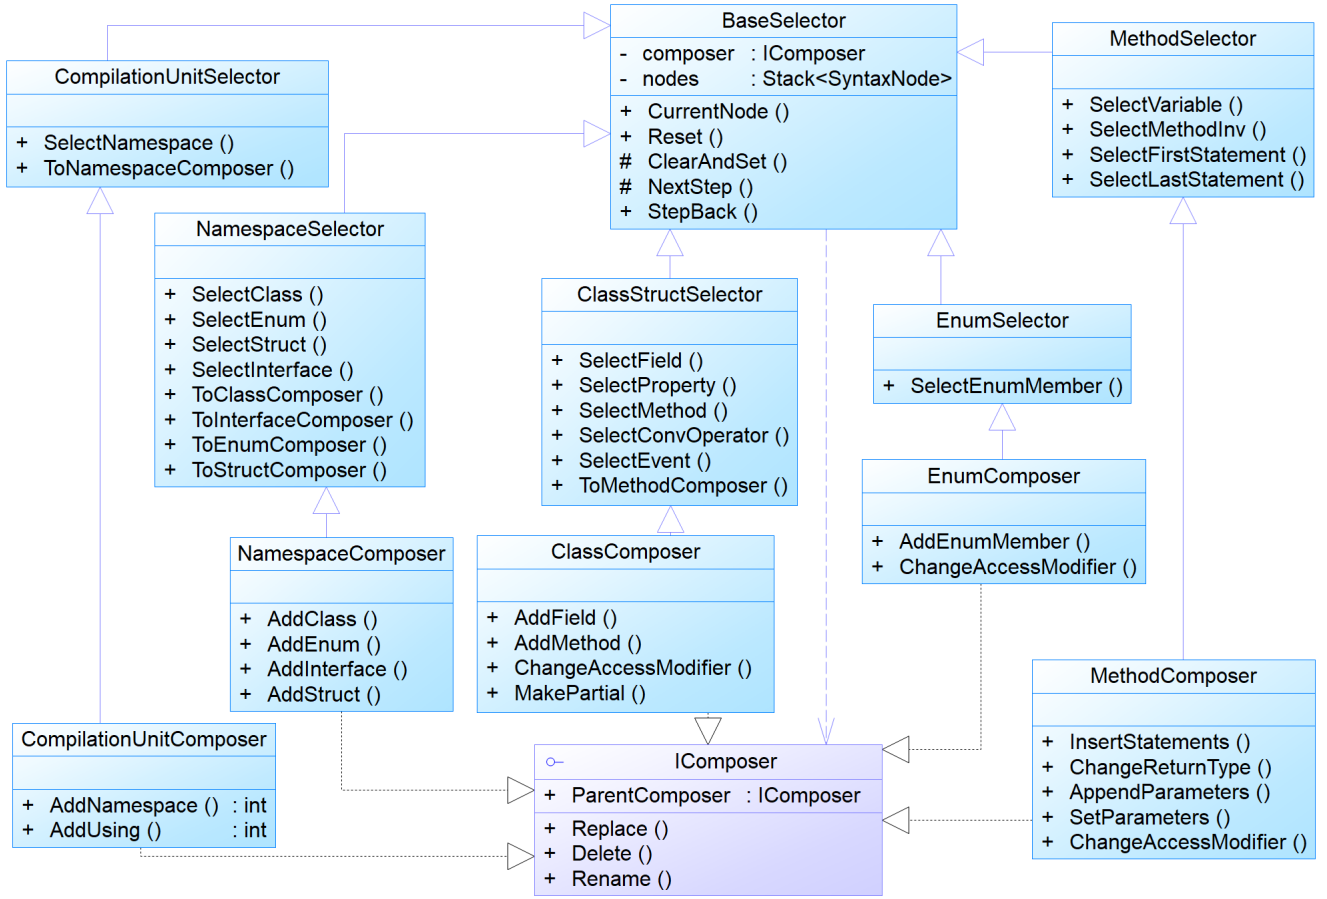 BaseSelector
- composer : IComposer
- nodes : Stack<SyntaxNode>
+ CurrentNode ()
+ Reset ()
# ClearAndSet ()
# NextStep ()
+ StepBack ()
MethodSelector
+ SelectVariable ()
+ SelectMethodInv ()
+ SelectFirstStatement ()
+ SelectLastStatement ()
CompilationUnitSelector
+ SelectNamespace ()
+ ToNamespaceComposer ()
NamespaceSelector
+ SelectClass ()
+ SelectEnum ()
+ SelectStruct ()
+ SelectInterface ()
+ ToClassComposer ()
+ ToInterfaceComposer ()
+ ToEnumComposer ()
+ ToStructComposer ()
ClassStructSelector
+ SelectField ()
+ SelectProperty ()
+ SelectMethod ()
+ SelectConvOperator ()
+ SelectEvent ()
+ ToMethodComposer ()
EnumSelector
+ SelectEnumMember ()
EnumComposer
+ AddEnumMember ()
+ ChangeAccessModifier ()
NamespaceComposer
+ AddClass ()
+ AddEnum ()
+ AddInterface ()
+ AddStruct ()
ClassComposer
+ AddField ()
+ AddMethod ()
+ ChangeAccessModifier ()
+ MakePartial ()
MethodComposer
+ InsertStatements ()
+ ChangeReturnType ()
+ AppendParameters ()
+ SetParameters ()
+ ChangeAccessModifier ()
CompilationUnitComposer
+ AddNamespace () : int
+ AddUsing () : int
IComposer
+ ParentComposer : IComposer
+ Replace ()
+ Delete ()
+ Rename ()